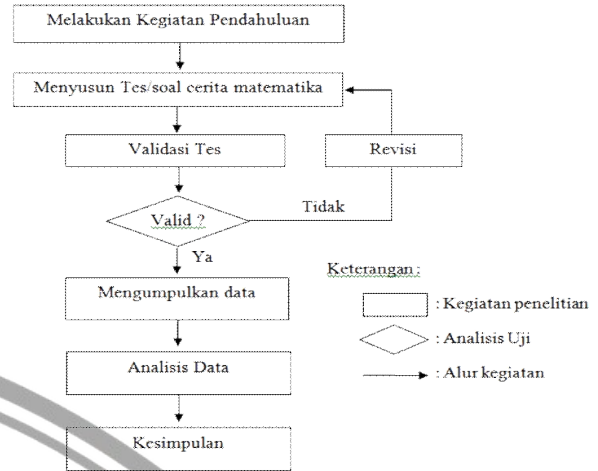 Melakukan Kegiatan Pendahuluan
Menyusun Tes/soal cerita matematika
Validasi Tes
Revisi
Valid ?
Tidak
Ya
Mengumpulkan data
Analisis Data
Kesimpulan
Keterangan :
: Kegiatan penelitian
: Analisis Uji
: Alur kegiatan